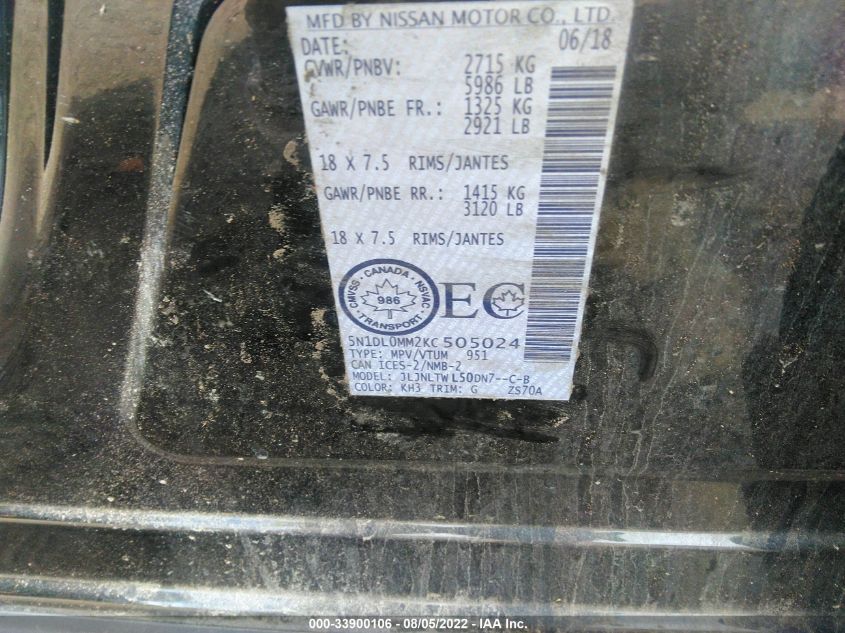 MFD BY NISSAN MOTOR CO., LTD.
DATE: 06/18
GVWR/PNBV: 2715 KG
5986 LB
GAWR/PNBE FR.: 1325 KG
2921 LB
18 X 7.5 RIMS/JANTES
GAWR/PNBE RR.: 1415 KG
3120 LB
18 X 7.5 RIMS/JANTES
CMVSS · CANADA · NSVAC
986
TRANSPORT
EC
5N1DL0MM2KC505024
TYPE: MPV/VTUM 951
CAN ICES-2/NMB-2
MODEL: JLJNLTWL50DN7--C-B
COLOR: KH3 TRIM: G ZS70A
000-33900106 - 08/05/2022 - IAA Inc.